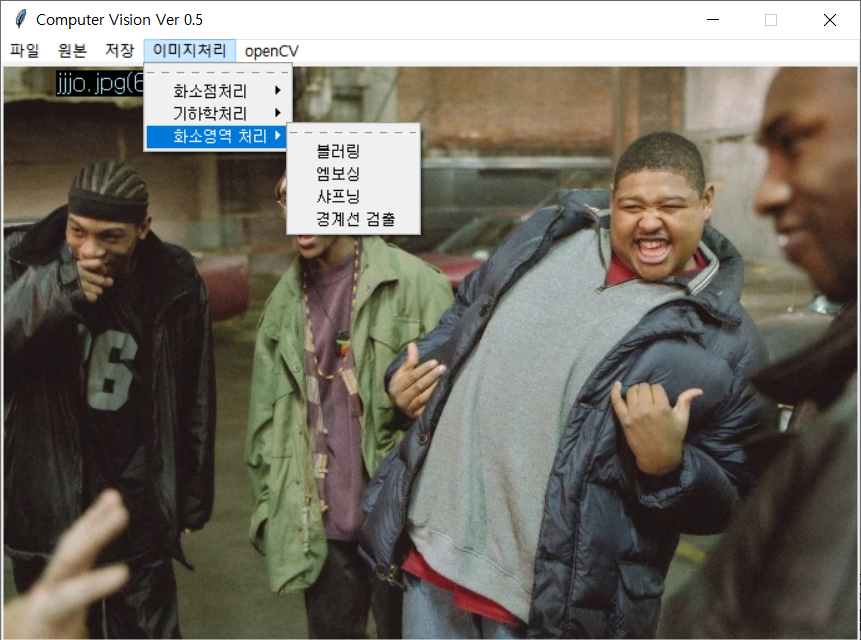 Computer Vision Ver 0.5
파일 원본 저장 이미지처리 openCV
jjjo.jpg(6
화소점처리
기하학처리
화소영역 처리
블러링
엠보싱
샤프닝
경계선 검출
6